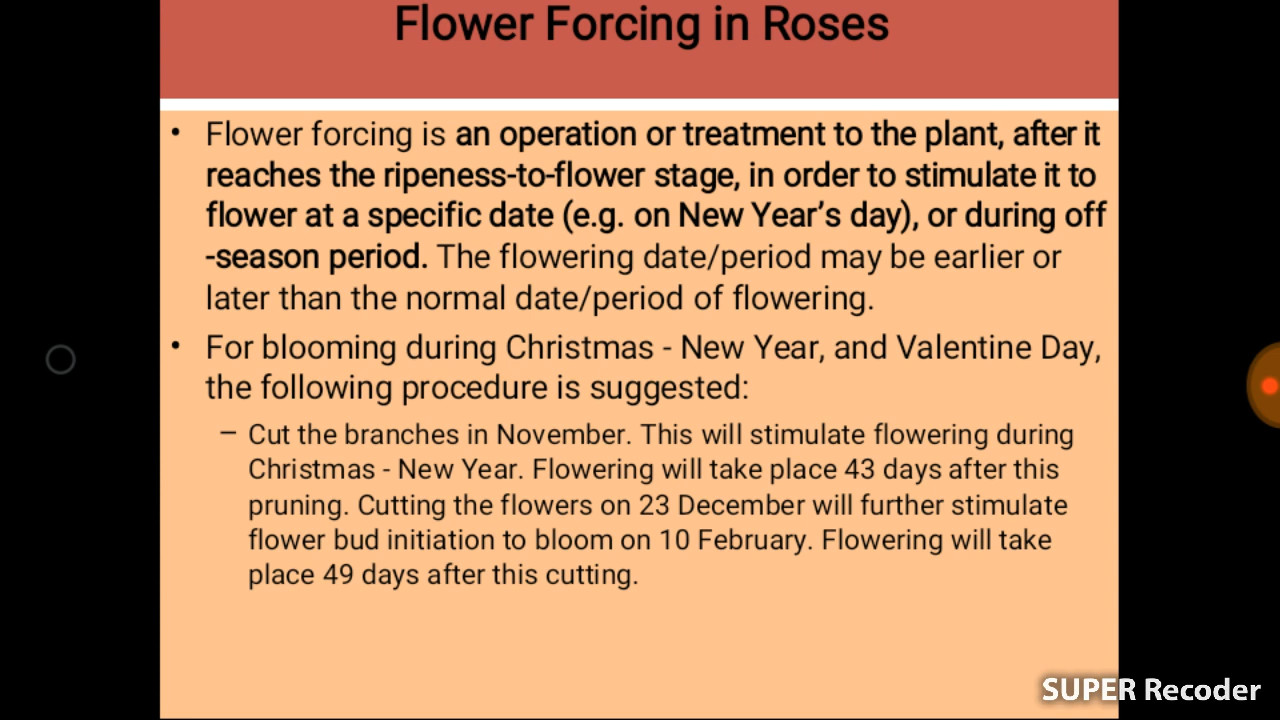 Flower Forcing in Roses
• Flower forcing is an operation or treatment to the plant, after it
reaches the ripeness-to-flower stage, in order to stimulate it to
flower at a specific date (e.g. on New Year’s day), or during off
-season period. The flowering date/period may be earlier or
later than the normal date/period of flowering.
• For blooming during Christmas - New Year, and Valentine Day,
the following procedure is suggested:
– Cut the branches in November. This will stimulate flowering during
Christmas - New Year. Flowering will take place 43 days after this
pruning. Cutting the flowers on 23 December will further stimulate
flower bud initiation to bloom on 10 February. Flowering will take
place 49 days after this cutting.
SUPER Recoder